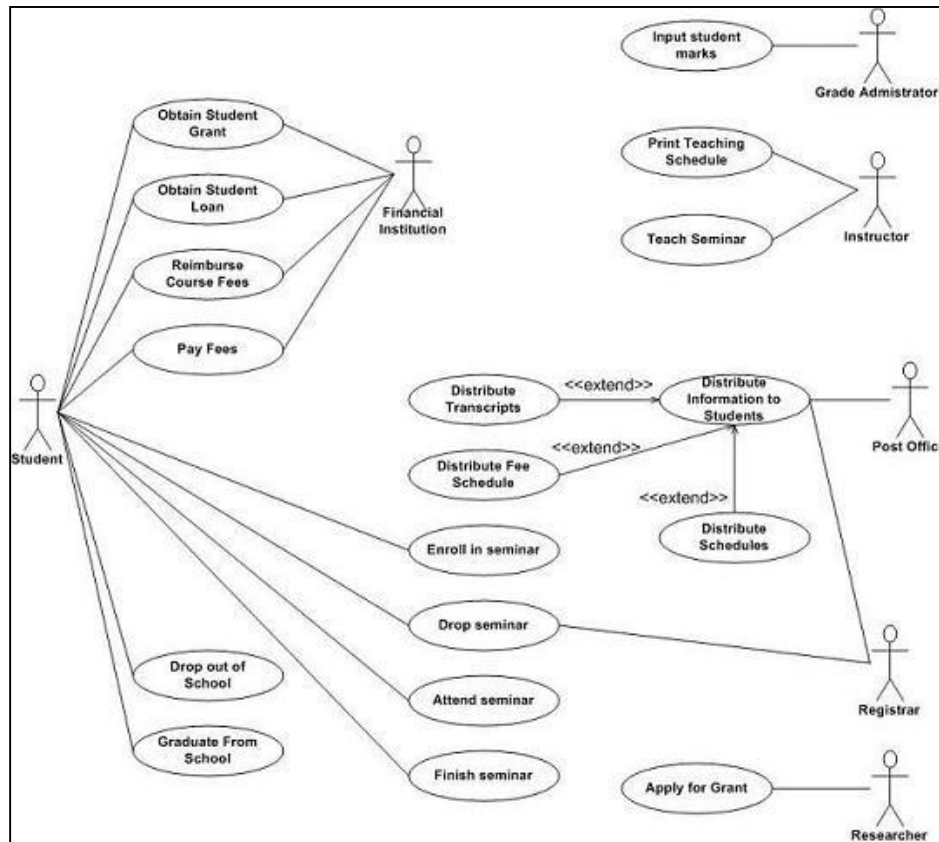 Input student
marks
Grade Admistrator
Obtain Student
Grant
Print Teaching
Schedule
Obtain Student
Loan
Financial
Institution
Teach Seminar
Instructor
Reimburse
Course Fees
Pay Fees
Distribute
Transcripts
<<extend>>
Distribute
Information to
Students
Post Office
Student
<<extend>>
Distribute Fee
Schedule
<<extend>>
Distribute
Schedules
Enroll in seminar
Drop seminar
Drop out of
School
Attend seminar
Registrar
Graduate From
School
Finish seminar
Apply for Grant
Researcher